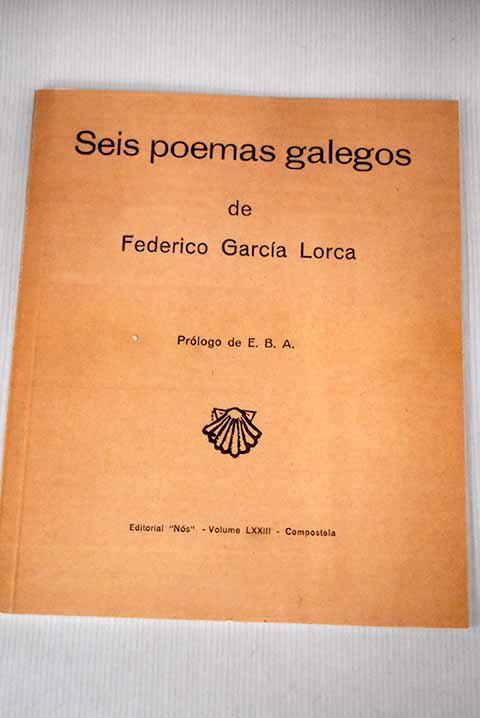 Seis poemas galegos
de
Federico García Lorca
Prólogo de E. B. A.
Editorial "Nós" - Volume LXXIII - Compostela